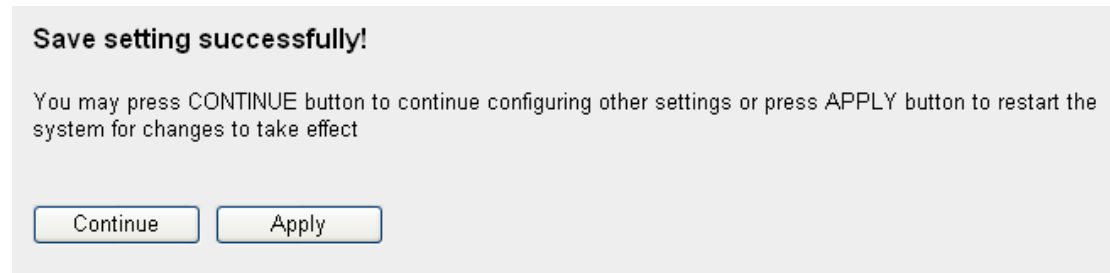 Save setting successfully!
You may press CONTINUE button to continue configuring other settings or press APPLY button to restart the
system for changes to take effect
Continue
Apply